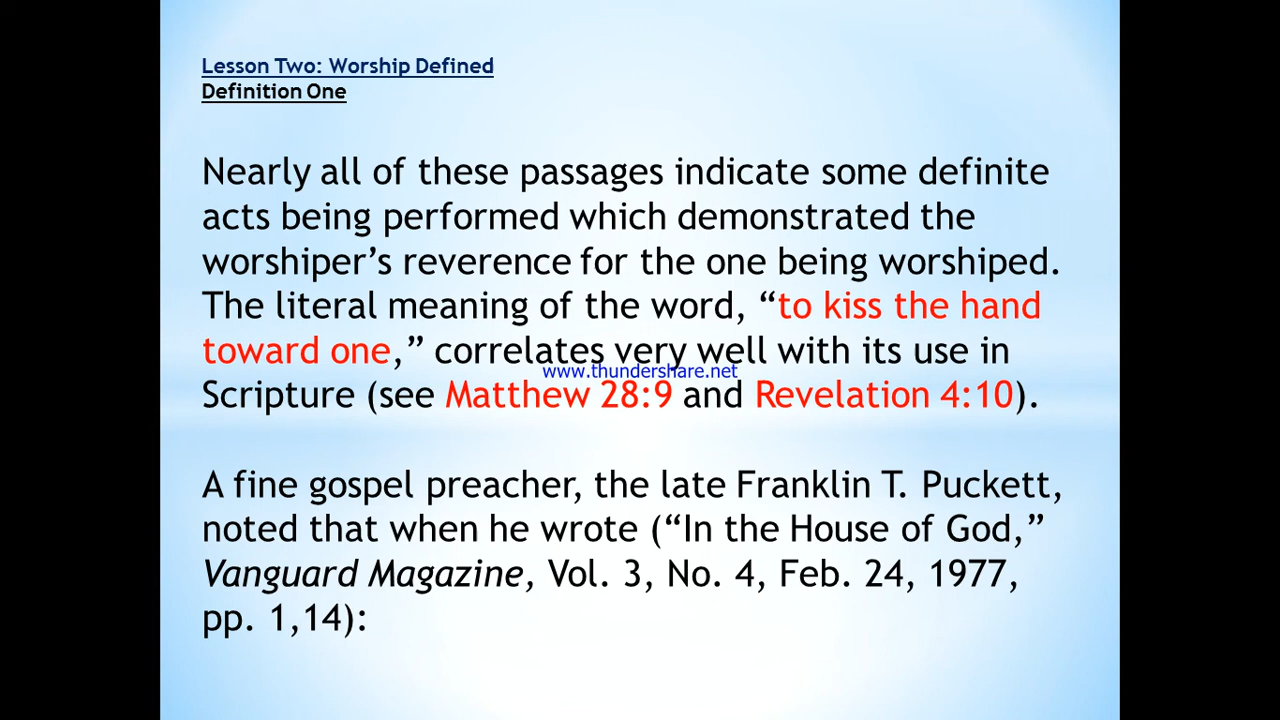 Lesson Two: Worship Defined
Definition One
Nearly all of these passages indicate some definite
acts being performed which demonstrated the
worshiper’s reverence for the one being worshiped.
The literal meaning of the word, “to kiss the hand
toward one,” correlates very well with its use in
www.thundershare.net
Scripture (see Matthew 28:9 and Revelation 4:10).
A fine gospel preacher, the late Franklin T. Puckett,
noted that when he wrote (“In the House of God,”
Vanguard Magazine, Vol. 3, No. 4, Feb. 24, 1977,
pp. 1,14):